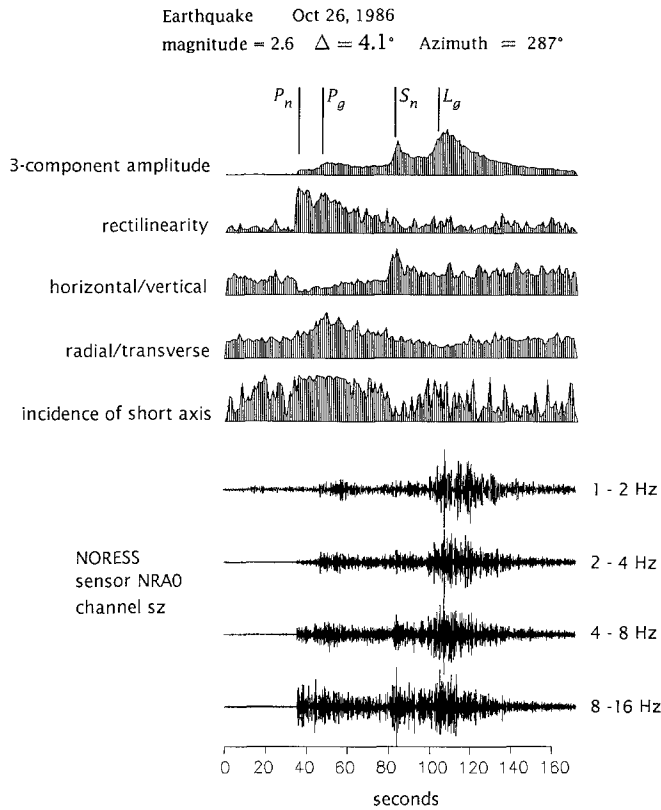 Earthquake Oct 26, 1986
magnitude = 2.6 Δ = 4.1° Azimuth = 287°
Pn Pg Sn Lg
3-component amplitude
rectilinearity
horizontal/vertical
radial/transverse
incidence of short axis
1 - 2 Hz
NORESS
sensor NRA0
channel sz
2 - 4 Hz
4 - 8 Hz
8 -16 Hz
0 20 40 60 80 100 120 140 160
seconds